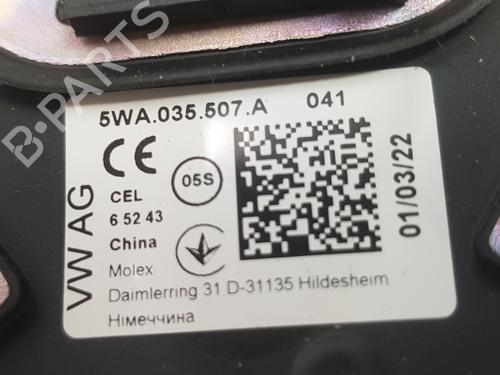 5WA.035.507.A 041
CE
VW AG
CEL
6 52 43
05S
China
Molex
Daimlerring 31 D-31135 Hildesheim
Німеччина
01/03/22
B-PARTS